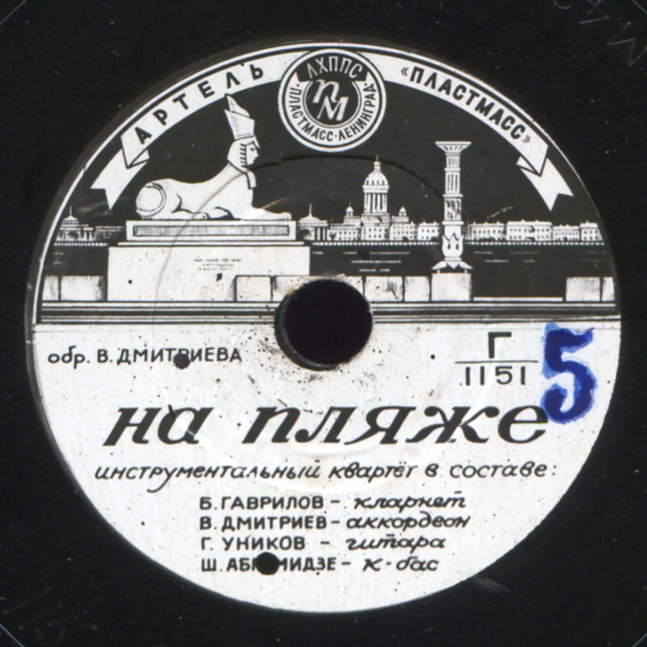 АРТЕЛЬ «ПЛАСТМАСС»
ЛХППС
ПМ
·ПЛАСТМАСС-ЛЕНИНГРАД·
обр. В. ДМИТРИЕВА
Г
1151
5
на пляже
инструментальный квартет в составе:
Б. ГАВРИЛОВ - кларнет
В. ДМИТРИЕВ - аккордеон
Г. УНИКОВ - гитара
Ш. - к-бас